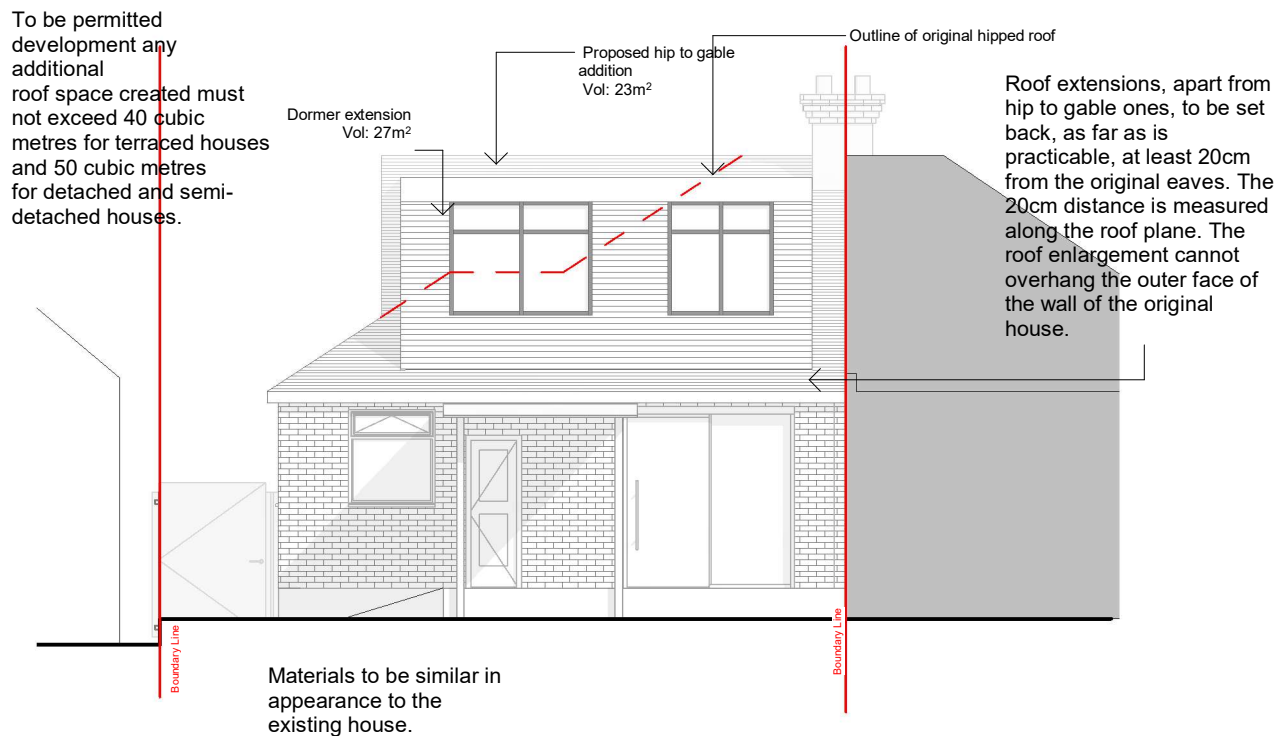 To be permitted
development any
additional
roof space created must
not exceed 40 cubic
metres for terraced houses
and 50 cubic metres
for detached and semi-
detached houses.
Proposed hip to gable
addition
Vol: 23m²
Outline of original hipped roof
Dormer extension
Vol: 27m²
Roof extensions, apart from
hip to gable ones, to be set
back, as far as is
practicable, at least 20cm
from the original eaves. The
20cm distance is measured
along the roof plane. The
roof enlargement cannot
overhang the outer face of
the wall of the original
house.
Boundary Line
Boundary Line
Materials to be similar in
appearance to the
existing house.